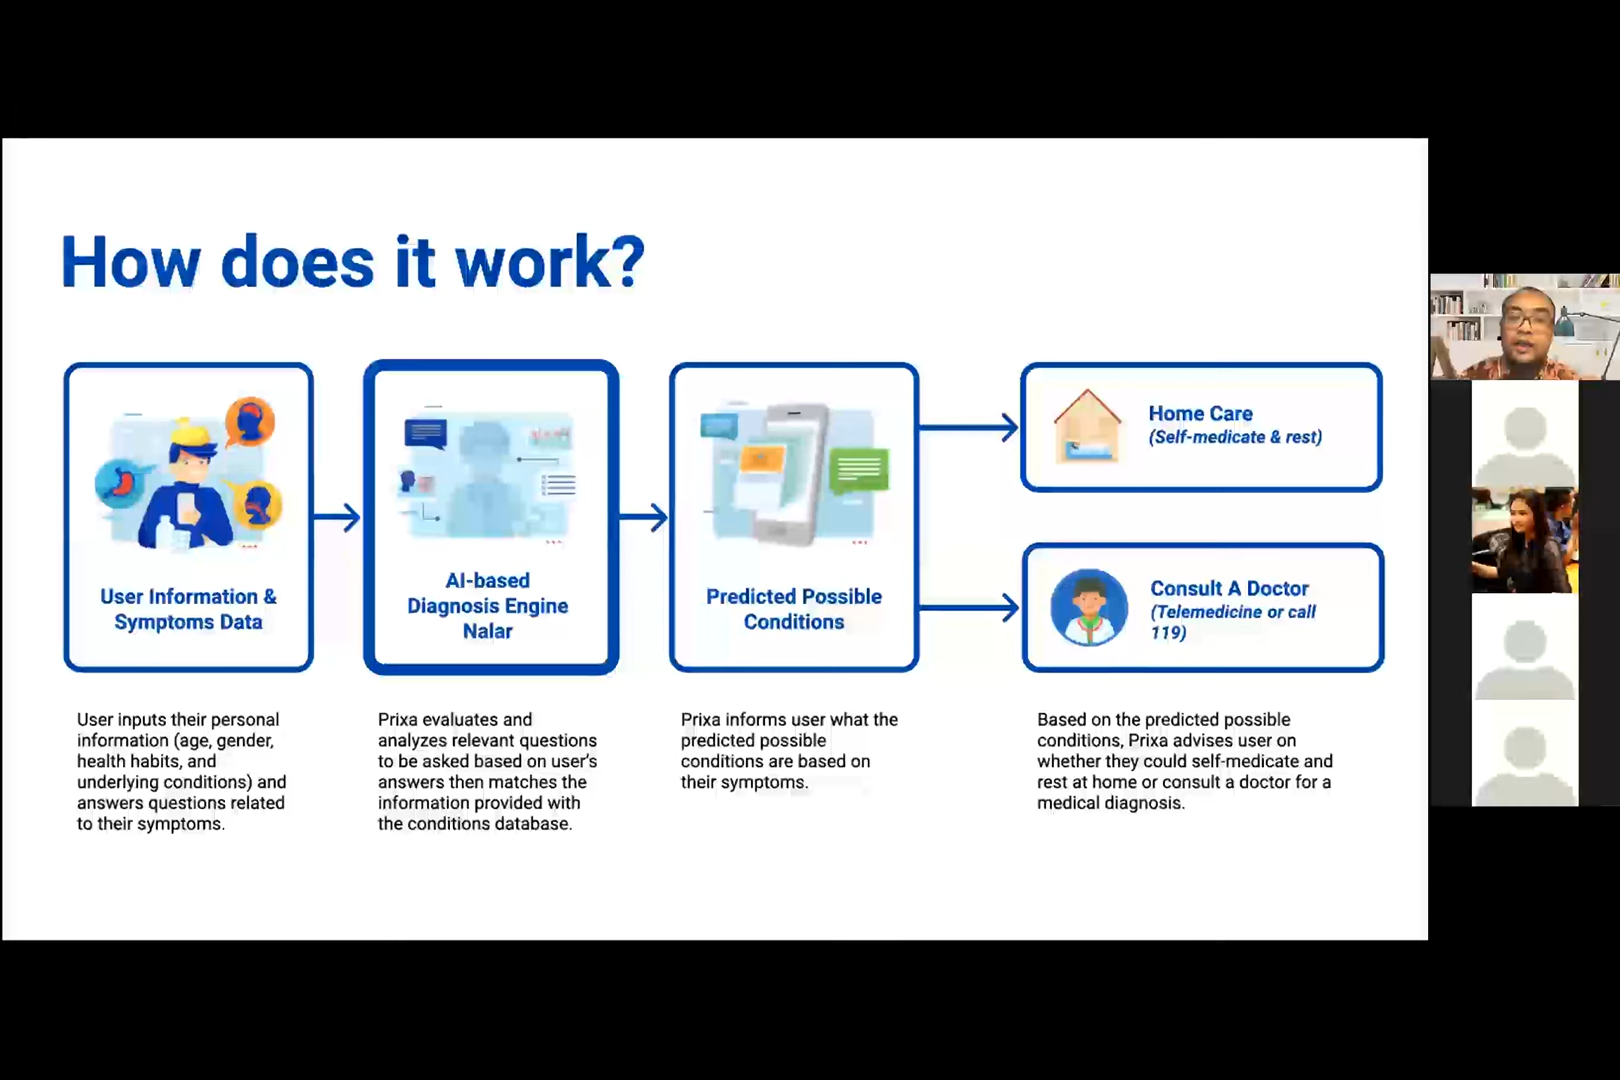 How does it work?
User Information &
Symptoms Data
AI-based
Diagnosis Engine
Nalar
Predicted Possible
Conditions
Home Care
(Self-medicate & rest)
Consult A Doctor
(Telemedicine or call
119)
User inputs their personal
information (age, gender,
health habits, and
underlying conditions) and
answers questions related
to their symptoms.
Prixa evaluates and
analyzes relevant questions
to be asked based on user's
answers then matches the
information provided with
the conditions database.
Prixa informs user what the
predicted possible
conditions are based on
their symptoms.
Based on the predicted possible
conditions, Prixa advises user on
whether they could self-medicate and
rest at home or consult a doctor for a
medical diagnosis.